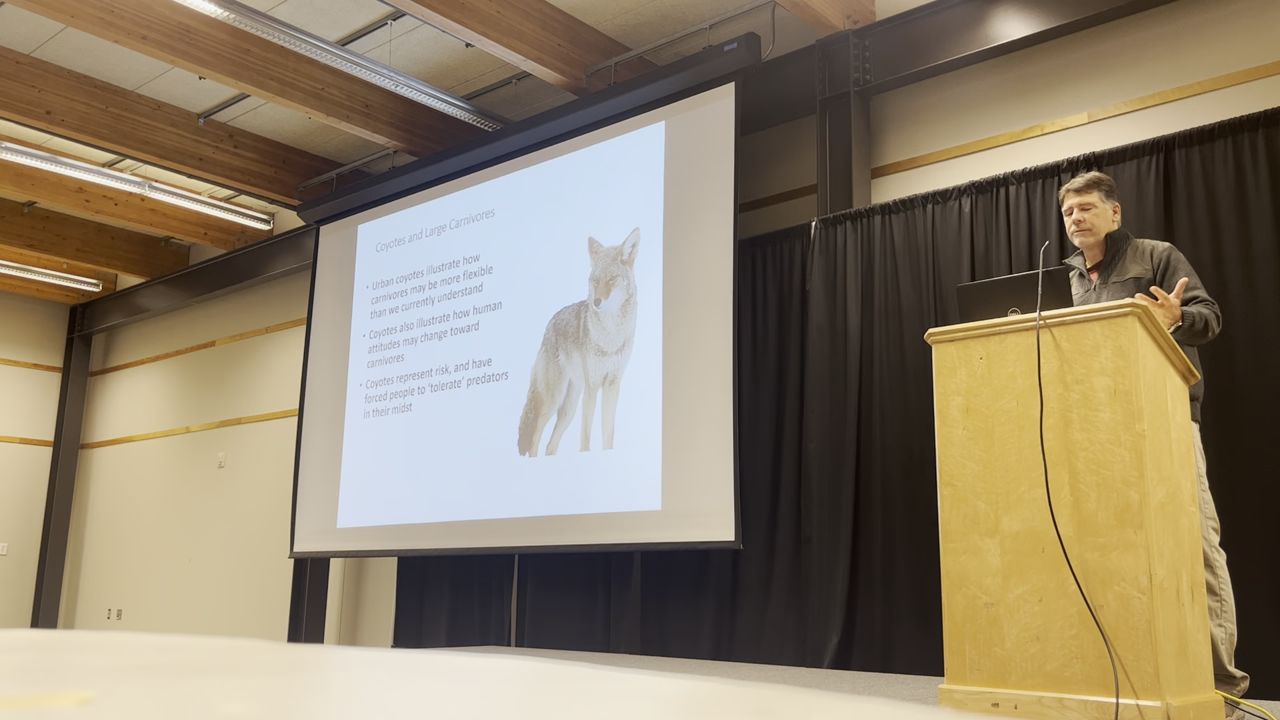 Coyotes and Large Carnivores
• Urban coyotes illustrate how
carnivores may be more flexible
than we currently understand
• Coyotes also illustrate how human
attitudes may change toward
carnivores
• Coyotes represent risk, and have
forced people to 'tolerate' predators
in their midst